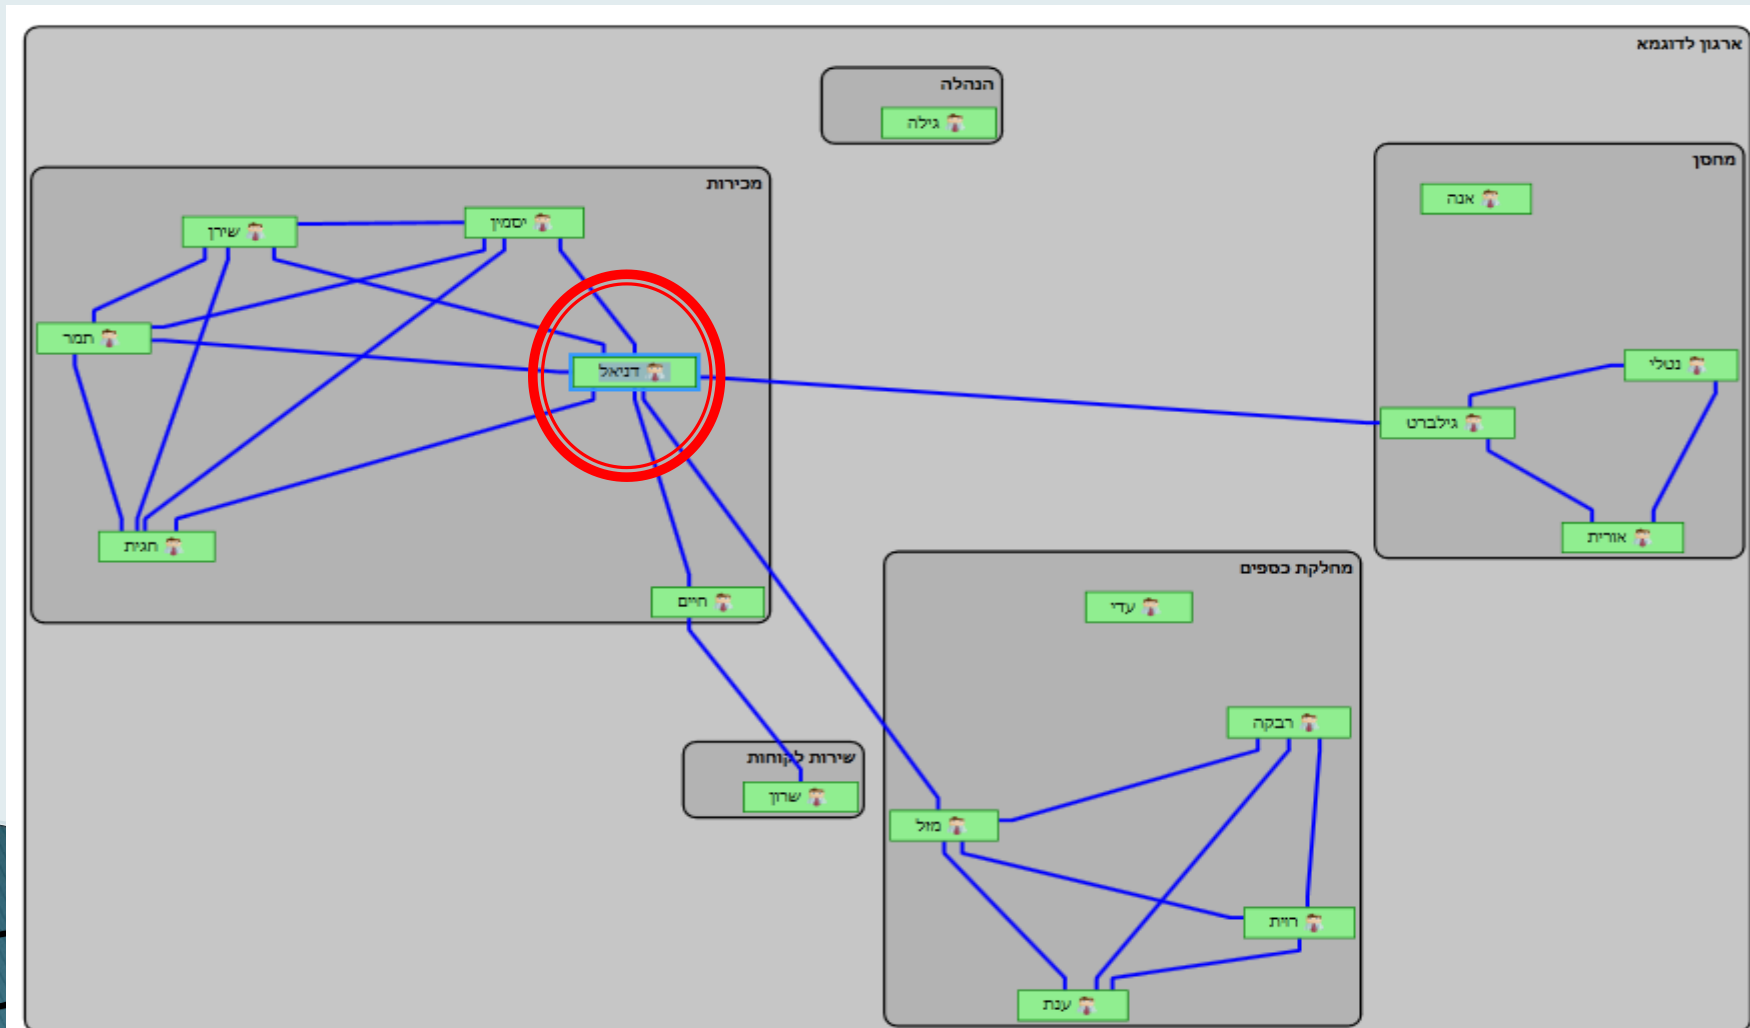 ארגון לדוגמא
הנהלה
גילה
מחסן
אנה
נטלי
גילברט
אורית
מכירות
יסמין
שירן
תמר
דניאל
חגית
חיים
מחלקת כספים
עדי
רבקה
מזל
רוית
ענת
שירות לקוחות
שרון